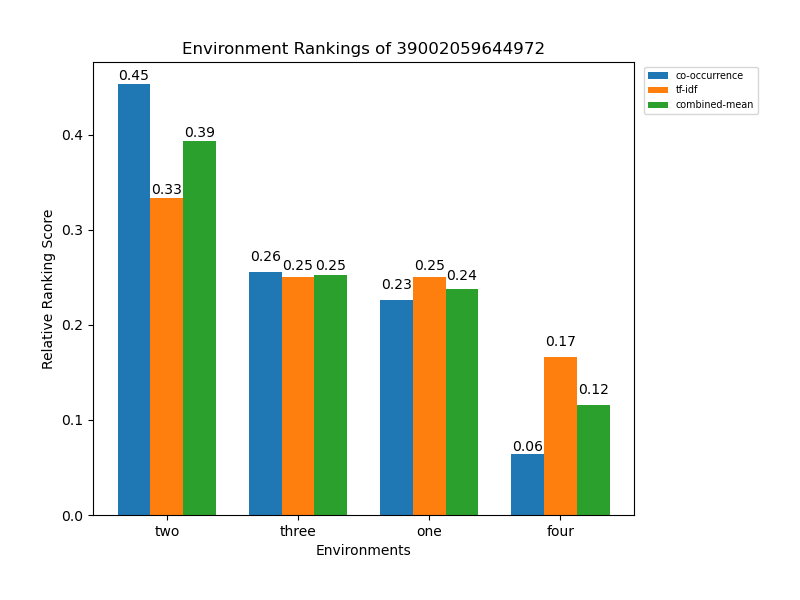 Environment Rankings of 39002059644972
co-occurrence
tf-idf
combined-mean
Relative Ranking Score
0.4
0.3
0.2
0.1
0.0
0.45
0.33
0.39
0.26
0.25
0.25
0.23
0.25
0.24
0.06
0.17
0.12
two
three
one
four
Environments